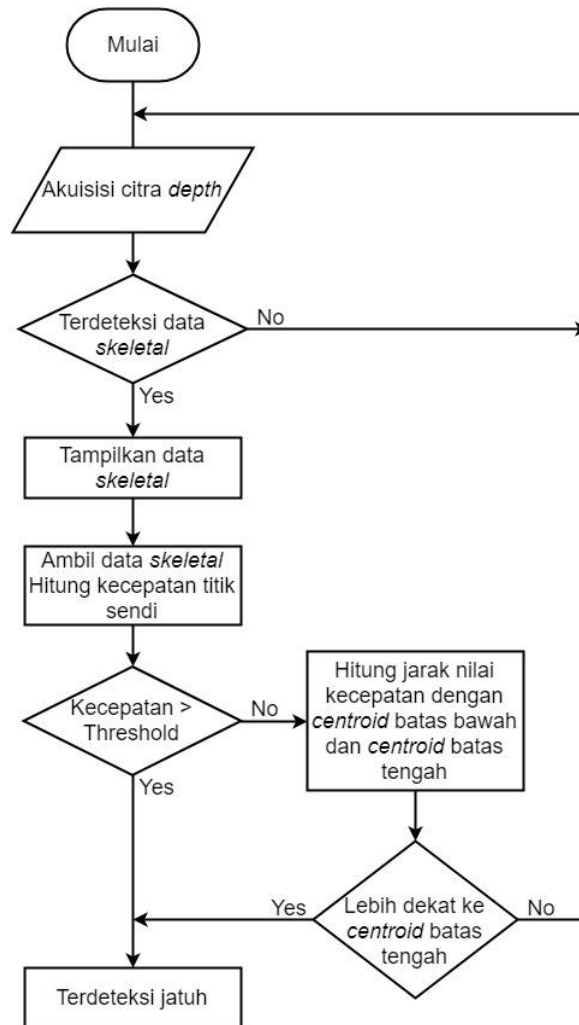 Mulai
Akuisisi citra depth
Terdeteksi data
skeletal
No
Yes
Tampilkan data
skeletal
Ambil data skeletal
Hitung kecepatan titik
sendi
Kecepatan >
Threshold
No
Yes
Hitung jarak nilai
kecepatan dengan
centroid batas bawah
dan centroid batas
tengah
Lebih dekat ke
centroid batas
tengah
Yes
No
Terdeteksi jatuh